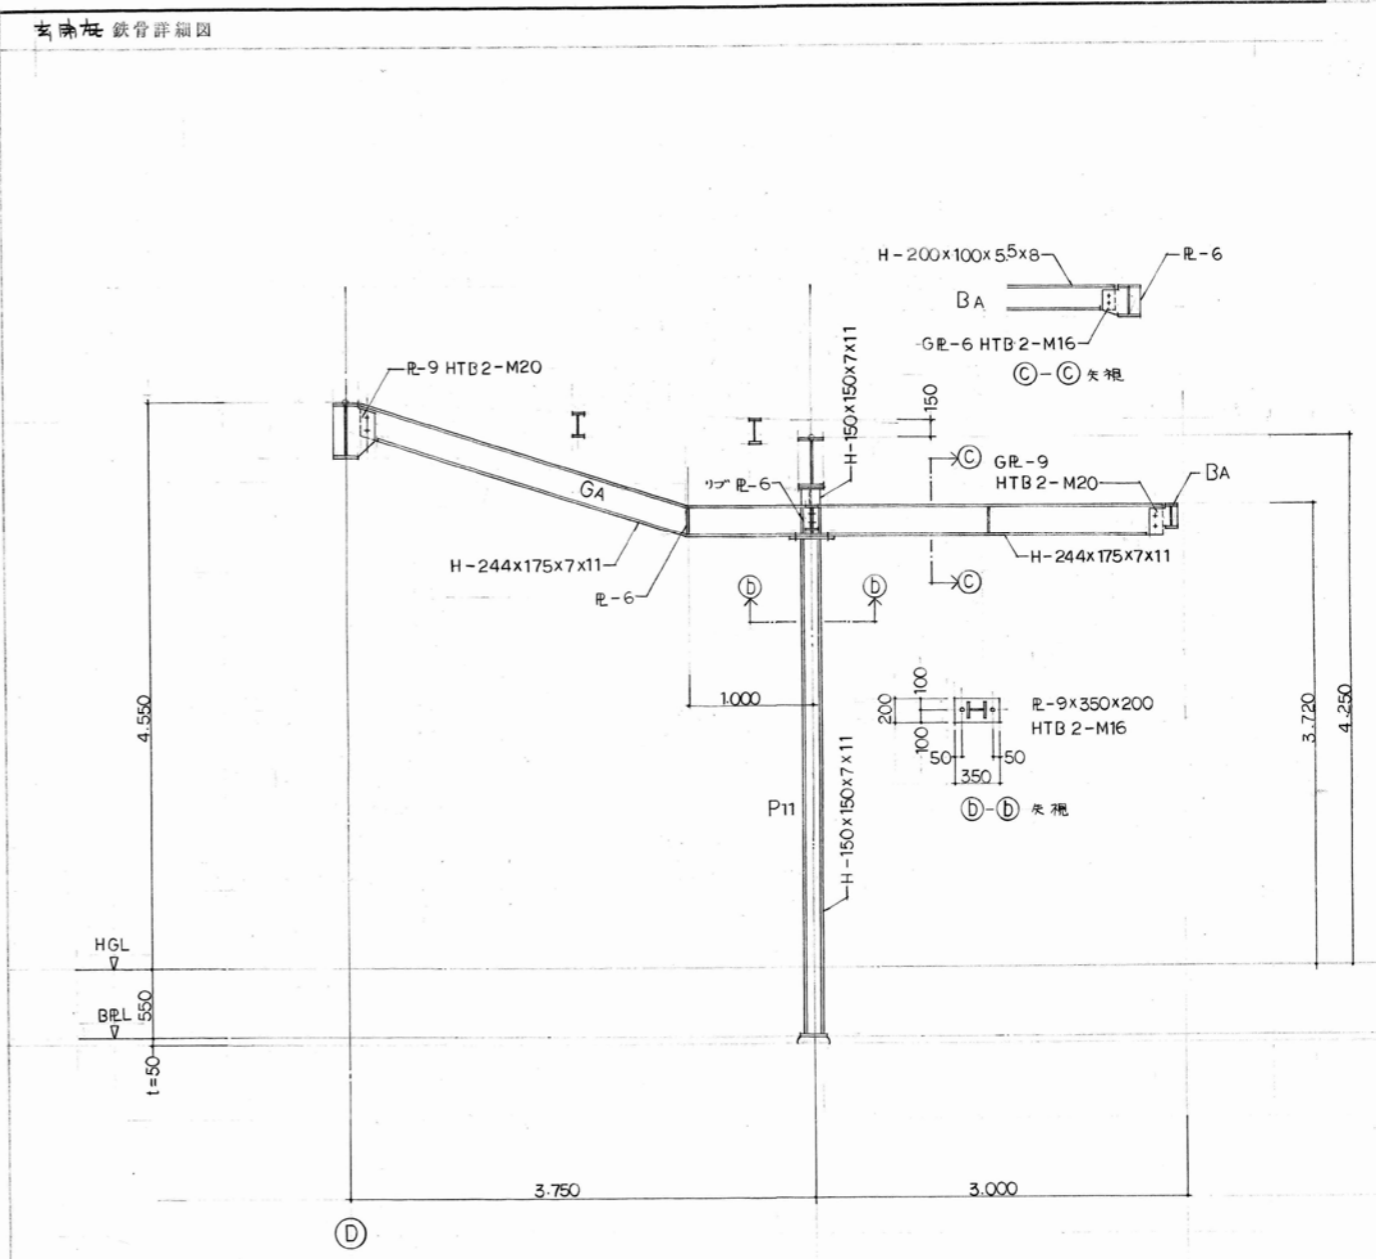 玄関庇 鉄骨詳細図
H-200×100×5.5×8
PL-6
BA
GPL-6 HTB 2-M16
Ⓒ-Ⓒ 矢視
PL-9 HTB 2-M20
H-150×150×7×11
150
Ⓒ
GPL-9
HTB 2-M20
BA
リブ PL-6
GA
H-244×175×7×11
PL-6
H-244×175×7×11
Ⓒ
ⓑ
ⓑ
1.000
4.550
3.720
4.250
100
200
100
50
50
350
PL-9×350×200
HTB 2-M16
ⓑ-ⓑ 矢視
P11
H-150×150×7×11
HGL
550
BPLL
t=50
3.750
3.000
Ⓓ